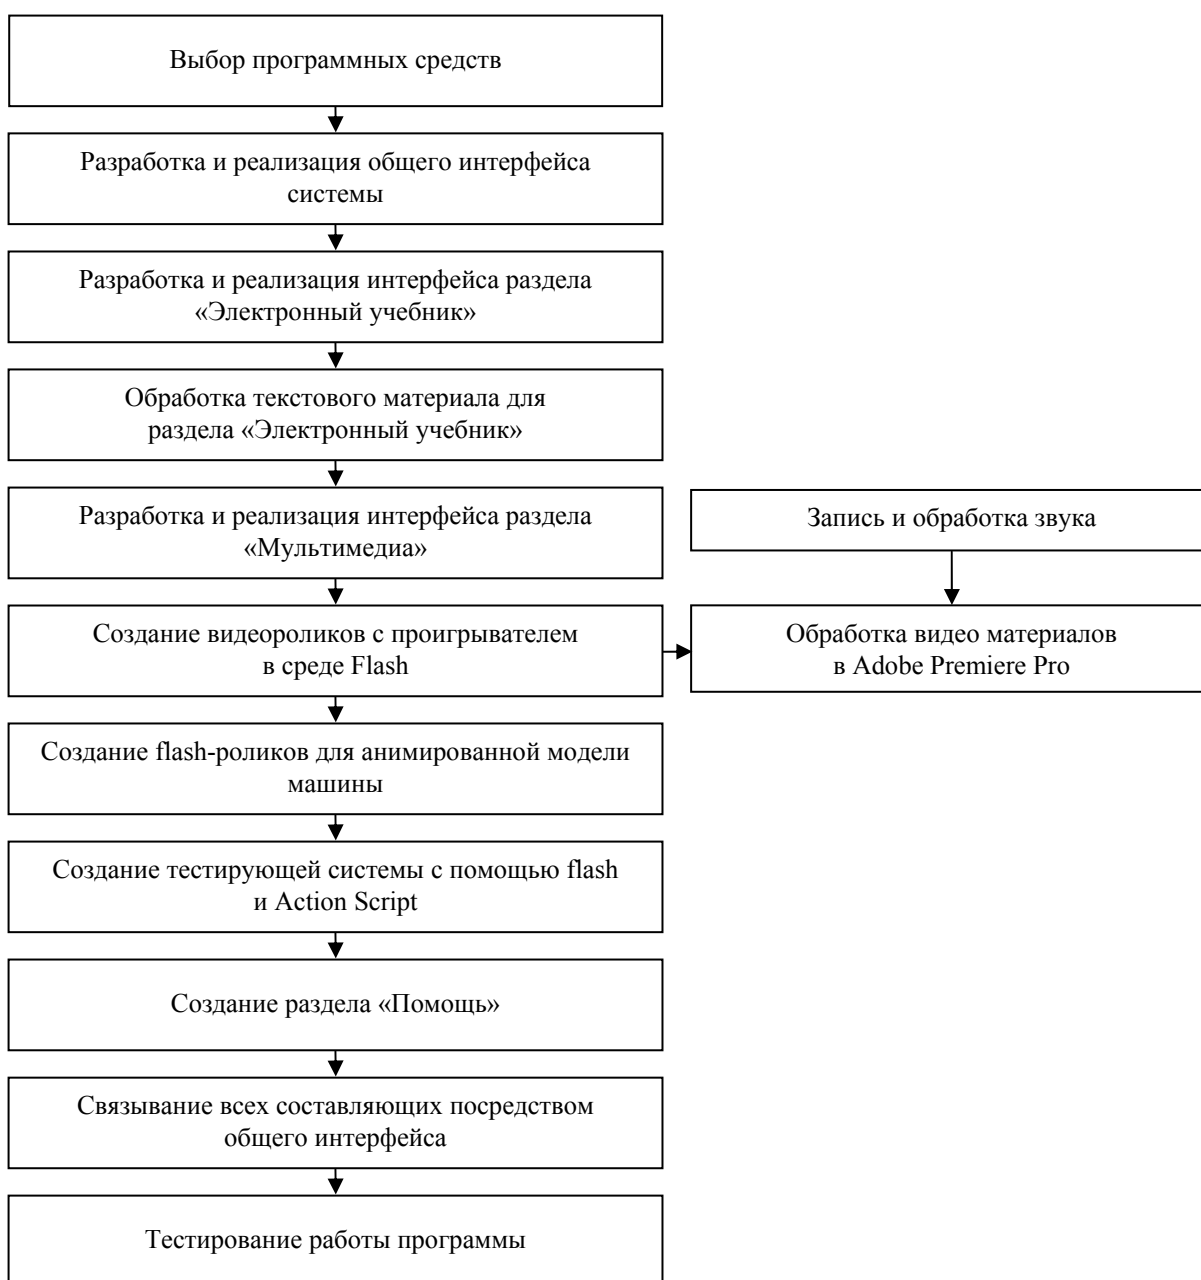 Выбор программных средств
Разработка и реализация общего интерфейса
системы
Разработка и реализация интерфейса раздела
«Электронный учебник»
Обработка текстового материала для
раздела «Электронный учебник»
Разработка и реализация интерфейса раздела
«Мультимедиа»
Запись и обработка звука
Создание видеороликов с проигрывателем
в среде Flash
Обработка видео материалов
в Adobe Premiere Pro
Создание flash-роликов для анимированной модели
машины
Создание тестирующей системы с помощью flash
и Action Script
Создание раздела «Помощь»
Связывание всех составляющих посредством
общего интерфейса
Тестирование работы программы